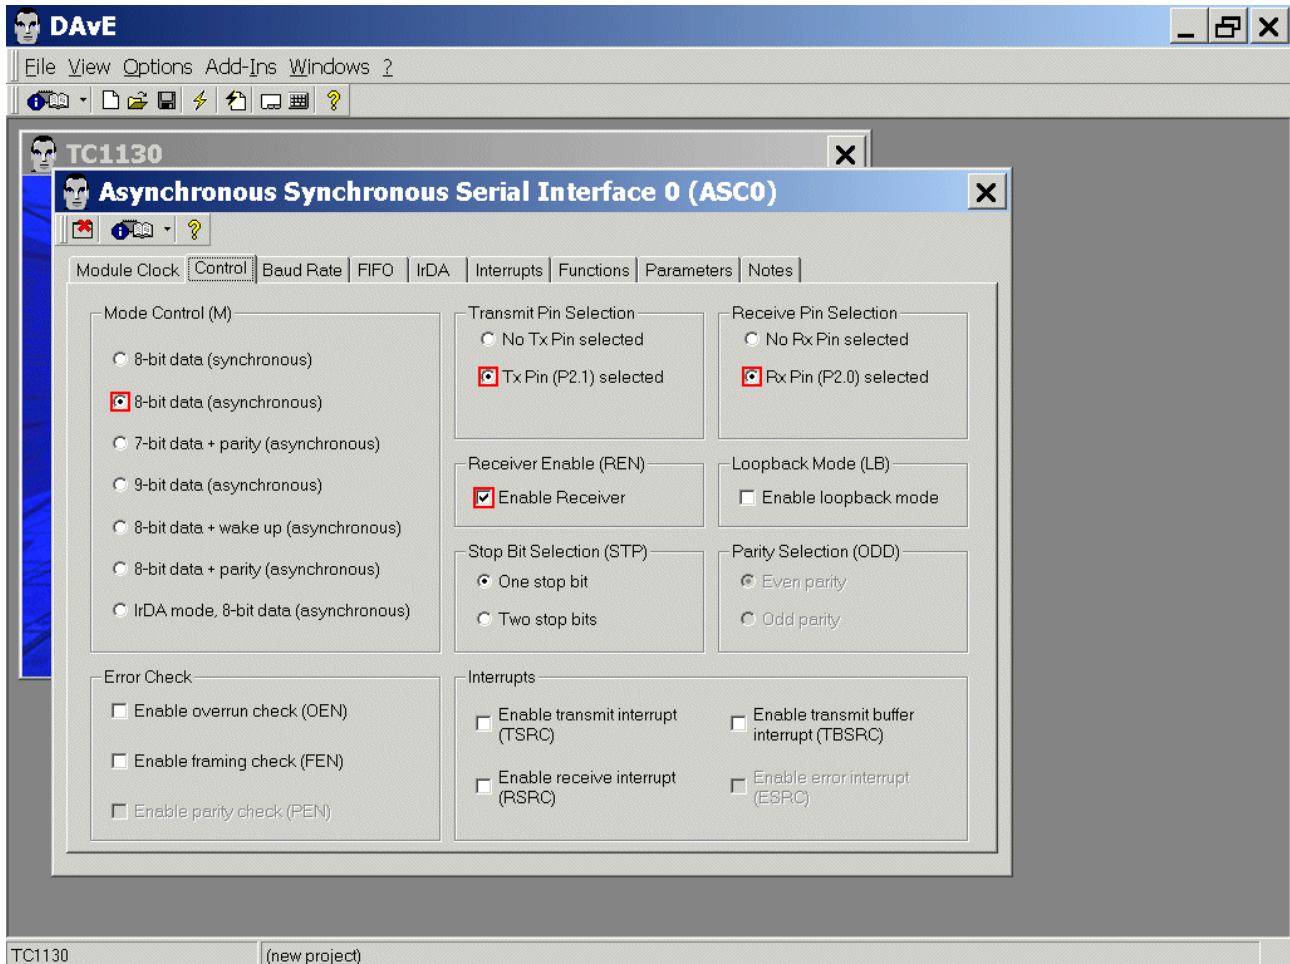 DAvE
File View Options Add-Ins Windows ?
TC1130
Asynchronous Synchronous Serial Interface 0 (ASC0)
Module Clock Control Baud Rate FIFO IrDA Interrupts Functions Parameters Notes
Mode Control (M)
8-bit data (synchronous)
8-bit data (asynchronous)
7-bit data + parity (asynchronous)
9-bit data (asynchronous)
8-bit data + wake up (asynchronous)
8-bit data + parity (asynchronous)
IrDA mode, 8-bit data (asynchronous)
Transmit Pin Selection
No Tx Pin selected
Tx Pin (P2.1) selected
Receive Pin Selection
No Rx Pin selected
Rx Pin (P2.0) selected
Receiver Enable (REN)
Enable Receiver
Loopback Mode (LB)
Enable loopback mode
Stop Bit Selection (STP)
One stop bit
Two stop bits
Parity Selection (ODD)
Even parity
Odd parity
Error Check
Enable overrun check (OEN)
Enable framing check (FEN)
Enable parity check (PEN)
Interrupts
Enable transmit interrupt
(TSRC)
Enable transmit buffer
interrupt (TBSRC)
Enable receive interrupt
(RSRC)
Enable error interrupt
(ESRC)
TC1130 (new project)